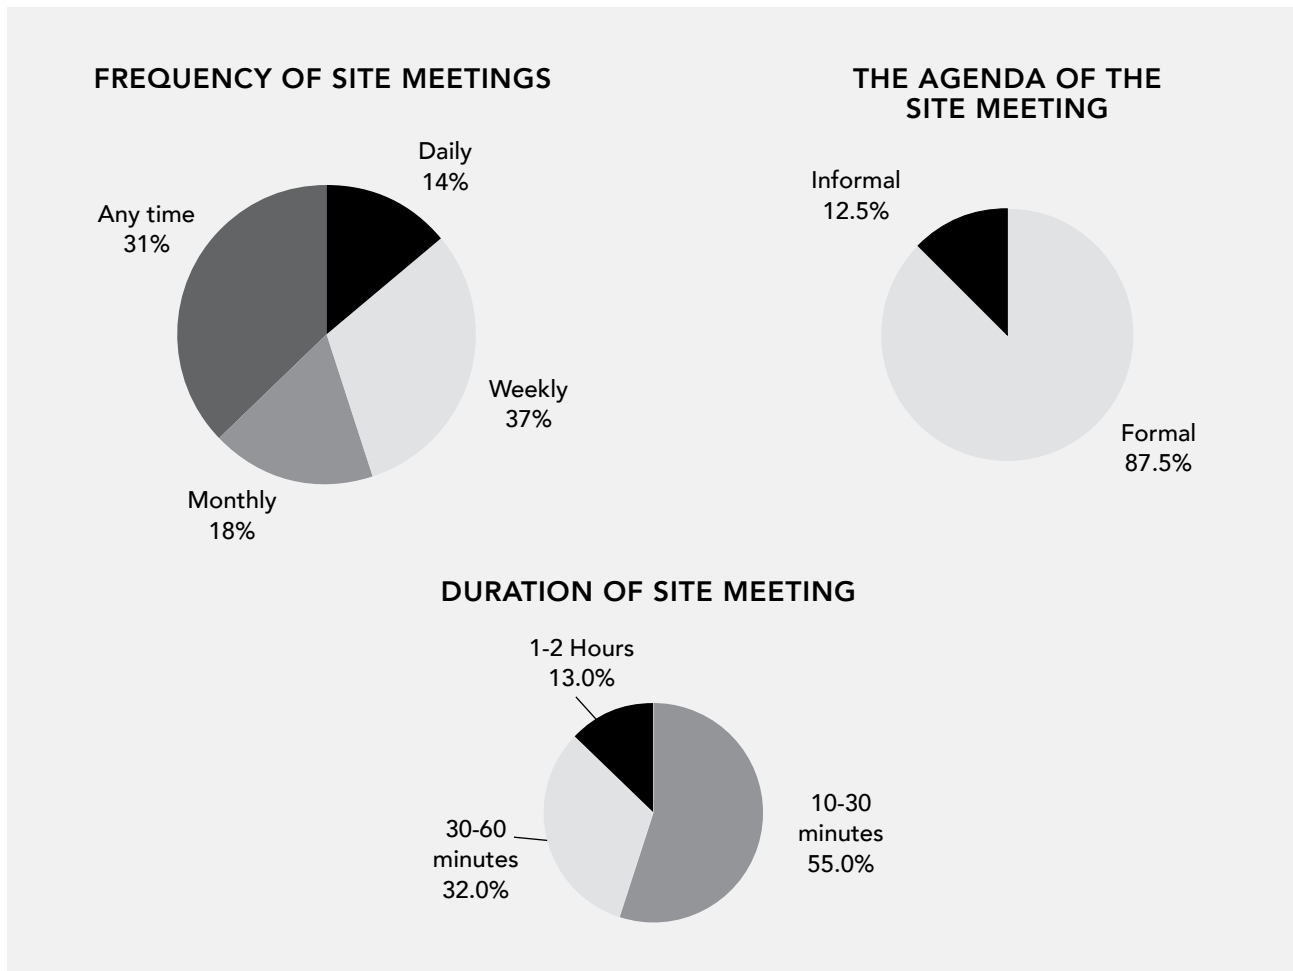 FREQUENCY OF SITE MEETINGS
Daily
14%
Any time
31%
Weekly
37%
Monthly
18%
THE AGENDA OF THE
SITE MEETING
Informal
12.5%
Formal
87.5%
DURATION OF SITE MEETING
1-2 Hours
13.0%
10-30
minutes
55.0%
30-60
minutes
32.0%